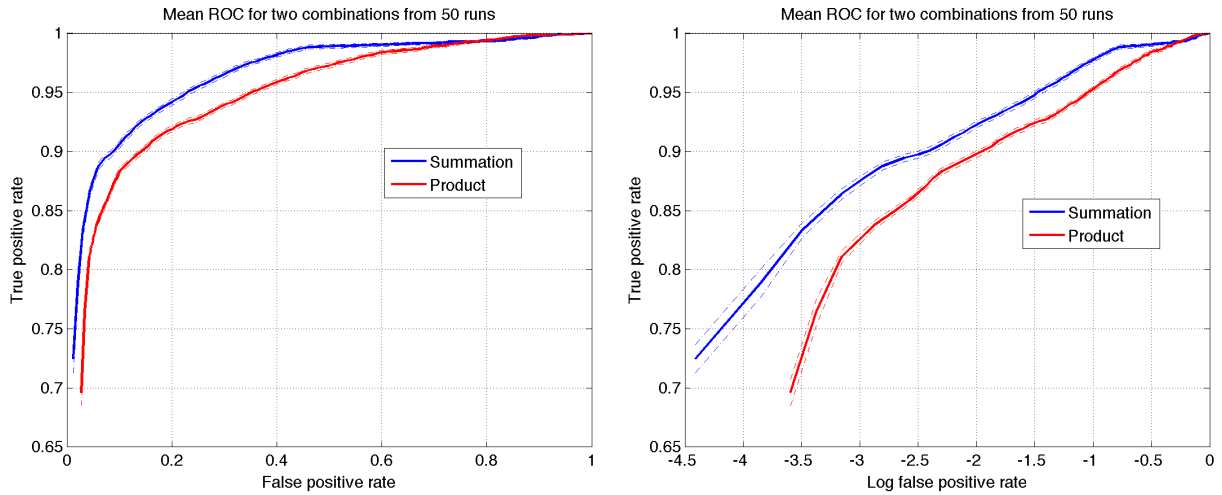 Mean ROC for two combinations from 50 runs
1
0.95
0.9
0.85
0.8
0.75
0.7
0.65
0 0.2 0.4 0.6 0.8 1
True positive rate
False positive rate
Summation
Product
Mean ROC for two combinations from 50 runs
1
0.95
0.9
0.85
0.8
0.75
0.7
0.65
-4.5 -4 -3.5 -3 -2.5 -2 -1.5 -1 -0.5 0
True positive rate
Log false positive rate
Summation
Product